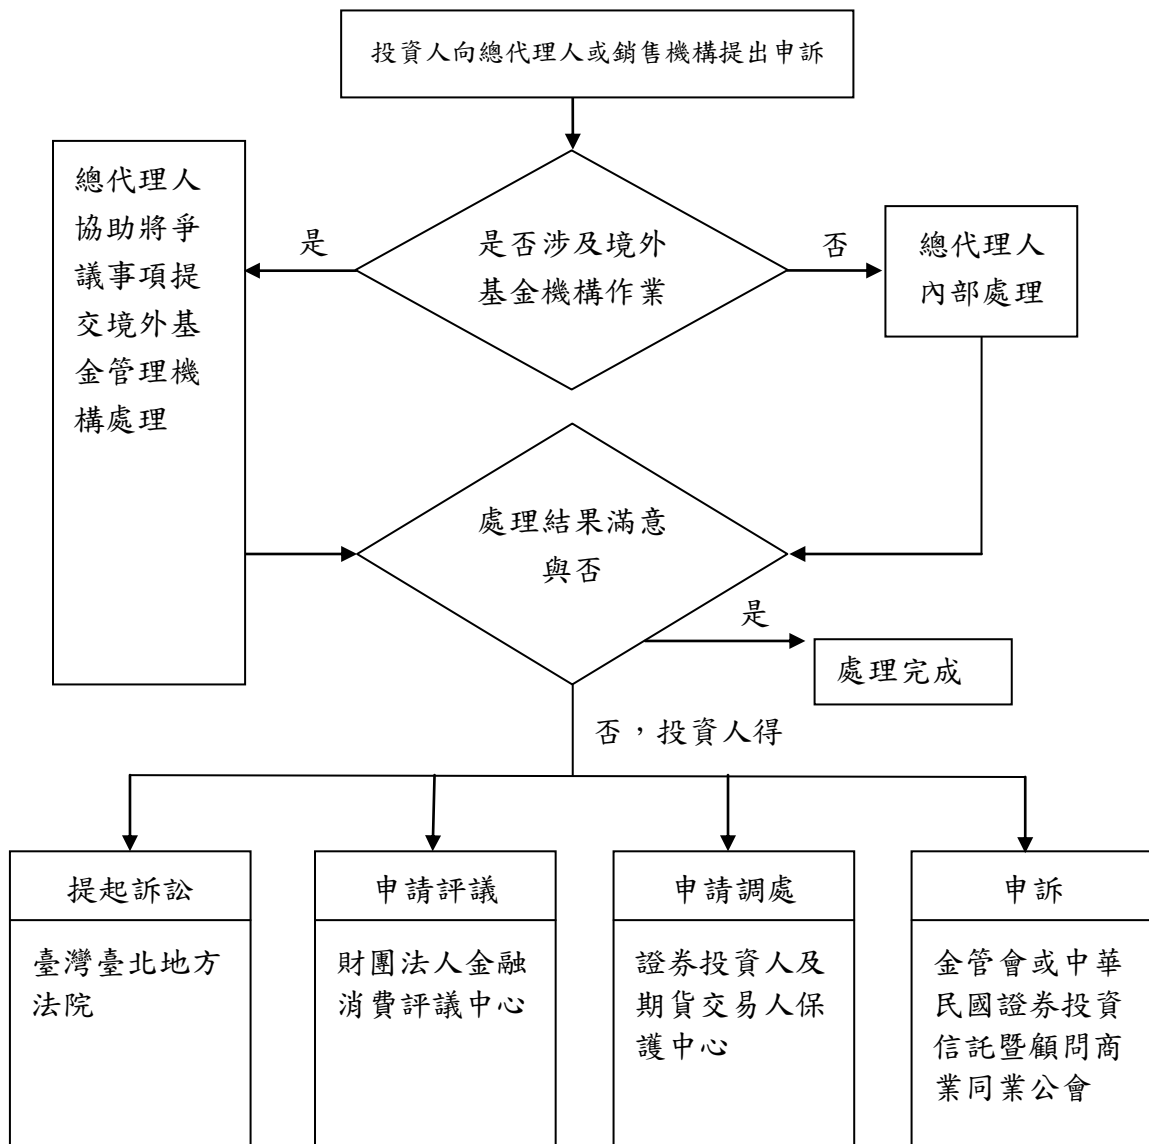 投資人向總代理人或銷售機構提出申訴
總代理人
協助將爭
議事項提
交境外基
金管理機
構處理
是
是否涉及境外
基金機構作業
否
總代理人
內部處理
處理結果滿意
與否
是
處理完成
否，投資人得
提起訴訟
臺灣臺北地方
法院
申請評議
財團法人金融
消費評議中心
申請調處
證券投資人及
期貨交易人保
護中心
申訴
金管會或中華
民國證券投資
信託暨顧問商
業同業公會